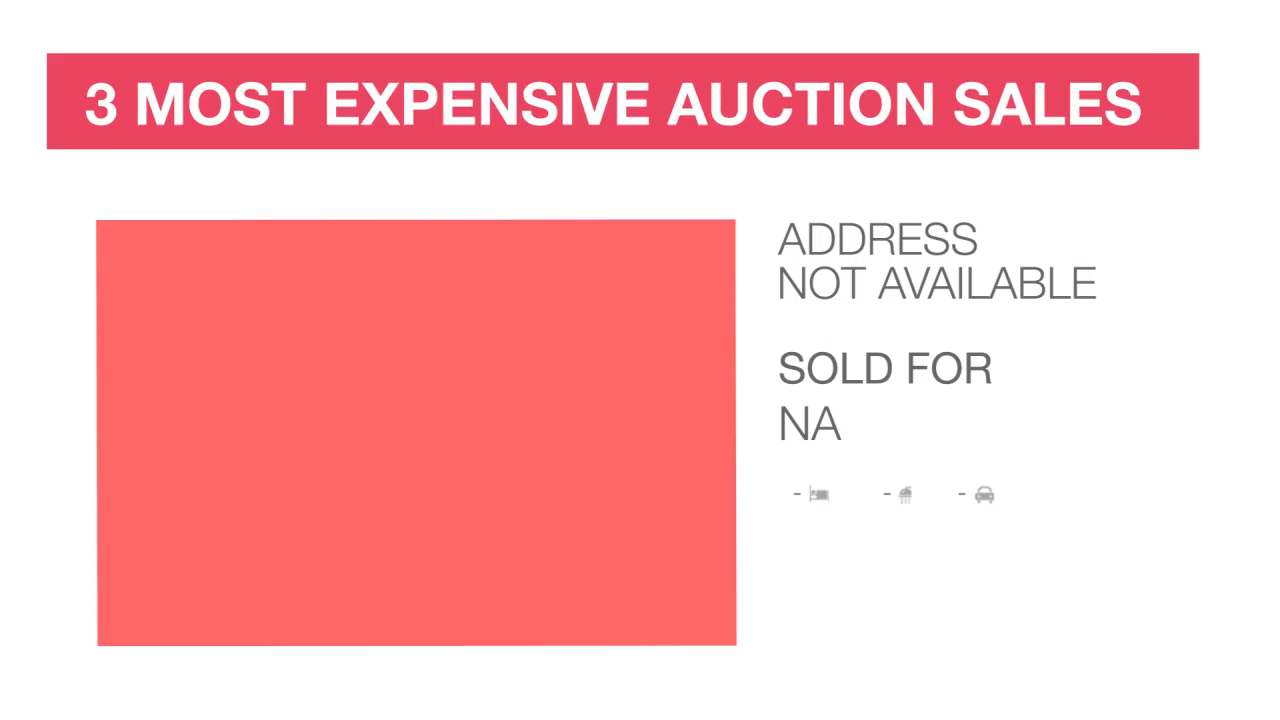 3 MOST EXPENSIVE AUCTION SALES
ADDRESS
NOT AVAILABLE
SOLD FOR
NA
- - -